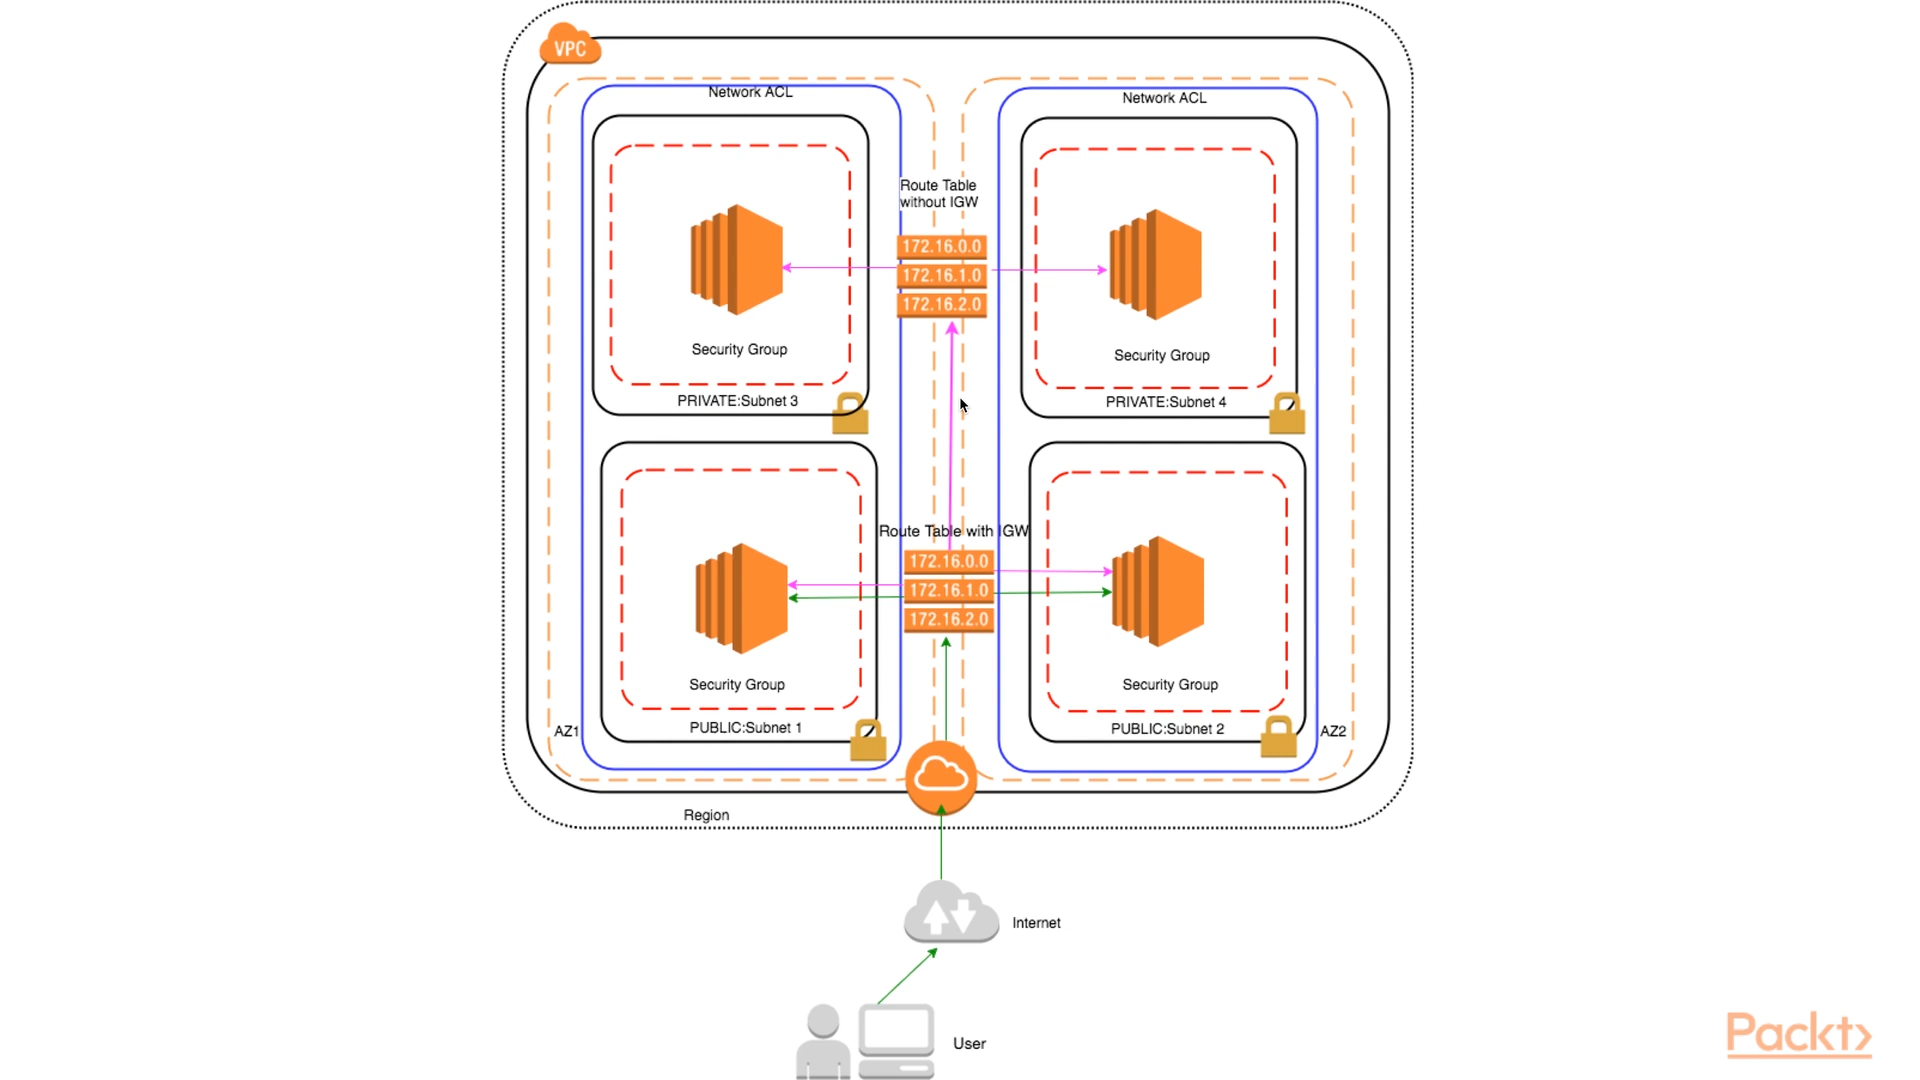 VPC
Network ACL
Network ACL
Route Table
without IGW
172.16.0.0
172.16.1.0
172.16.2.0
Security Group
Security Group
PRIVATE:Subnet 3
PRIVATE:Subnet 4
Route Table with IGW
172.16.0.0
172.16.1.0
172.16.2.0
Security Group
Security Group
PUBLIC:Subnet 1
PUBLIC:Subnet 2
AZ1
AZ2
Region
Internet
User
Packt>